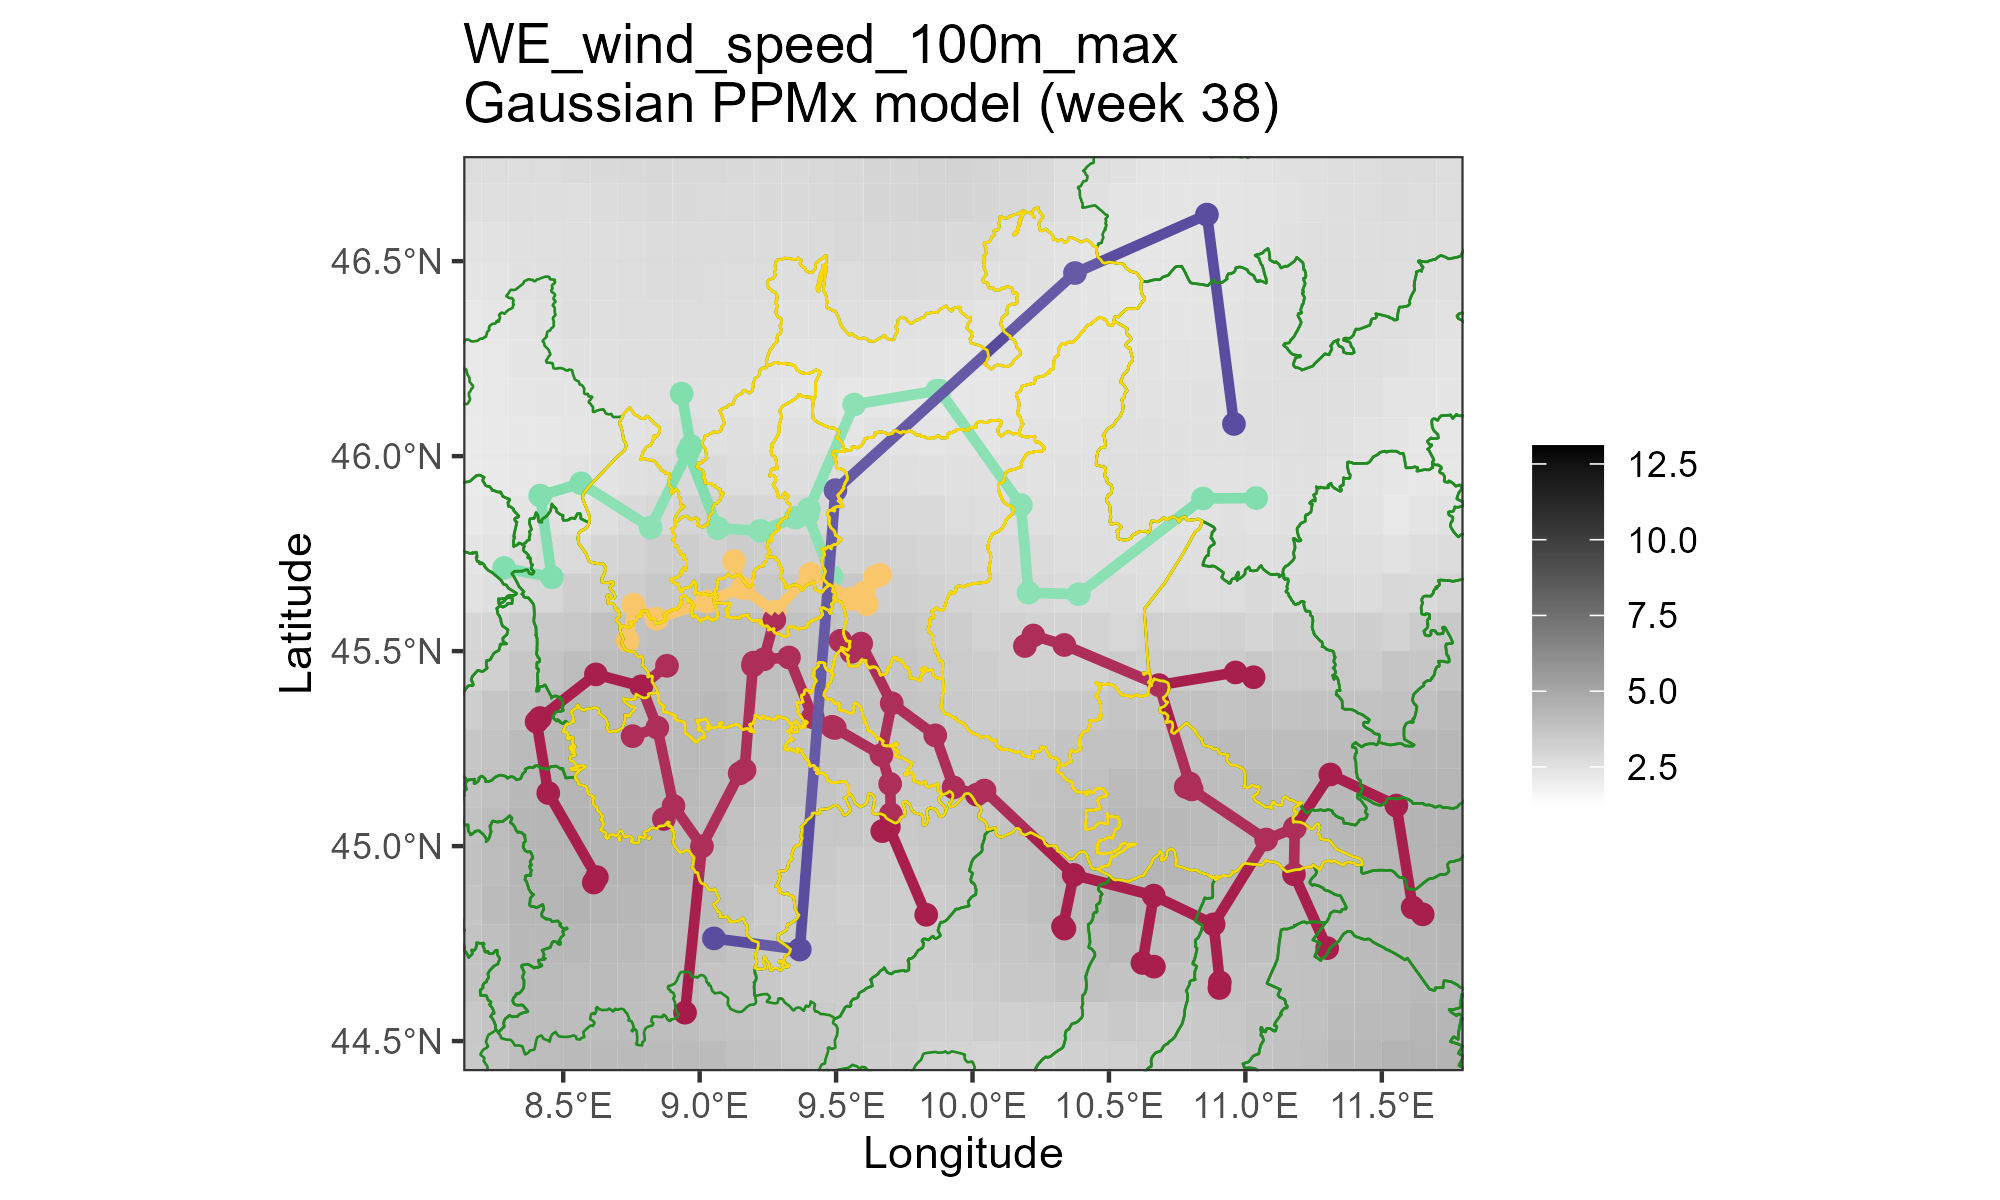 WE_wind_speed_100m_max
Gaussian PPMx model (week 38)
46.5°N
46.0°N
45.5°N
45.0°N
44.5°N
Latitude
8.5°E
9.0°E
9.5°E
10.0°E
10.5°E
11.0°E
11.5°E
Longitude
12.5
10.0
7.5
5.0
2.5